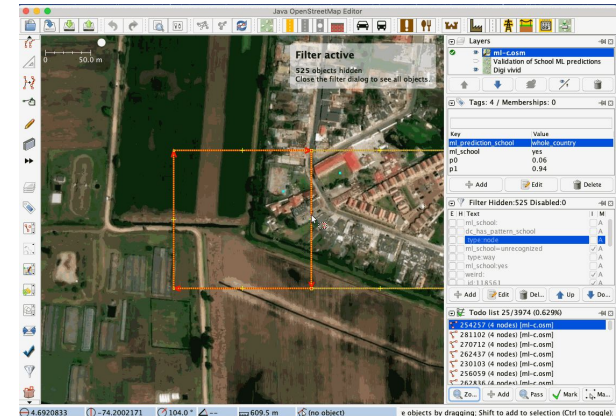 Java OpenStreetMap Editor
0 50.0 m
Filter active
525 objects hidden
Close the filter dialog to see all objects.
Layers
ml-c.osm
Validation of School ML predictions
Digi vivid
Tags: 4 / Memberships: 0
Key Value
ml_prediction_school whole_country
ml_school yes
p0 0.06
p1 0.94
Add Edit Delete
Filter Hidden:525 Disabled:0
E H Text I M
ml_school:
dc_has_pattern_school
type:node
ml_school=unrecognized
type:way
ml_school:yes
weird:
id:118561
Add Edit Del... Up Do...
Todo list 25/3974 (0.629%)
254257 (4 nodes) [ml-c.osm]
281102 (4 nodes) [ml-c.osm]
270712 (4 nodes) [ml-c.osm]
262437 (4 nodes) [ml-c.osm]
230103 (4 nodes) [ml-c.osm]
256059 (4 nodes) [ml-c.osm]
262836 (4 nodes) [ml-c.osm]
Zo... Add Pass Mark Ma...
4.6920833 -74.2002171 104.0 ° -- 609.5 m (no object) e objects by dragging; Shift to add to selection (Ctrl to toggle)